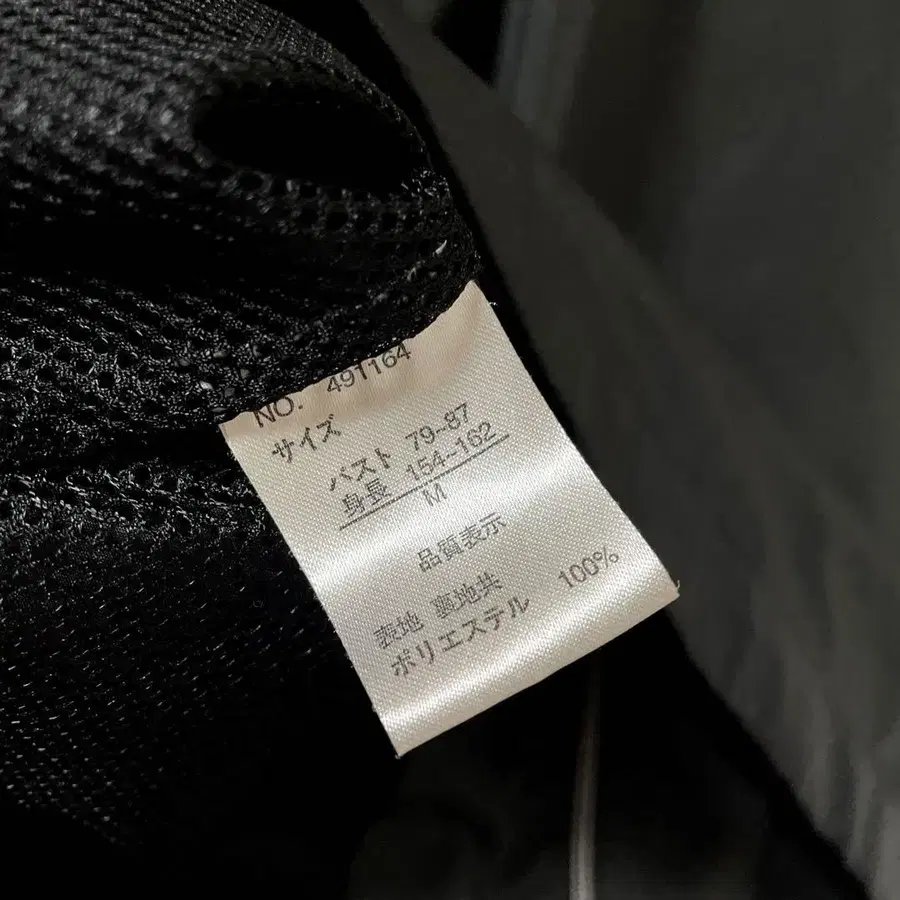 NO. 491164
サイズ
バスト 79-87
身長 154-162
M
品質表示
表地 裏地共
ポリエステル 100%